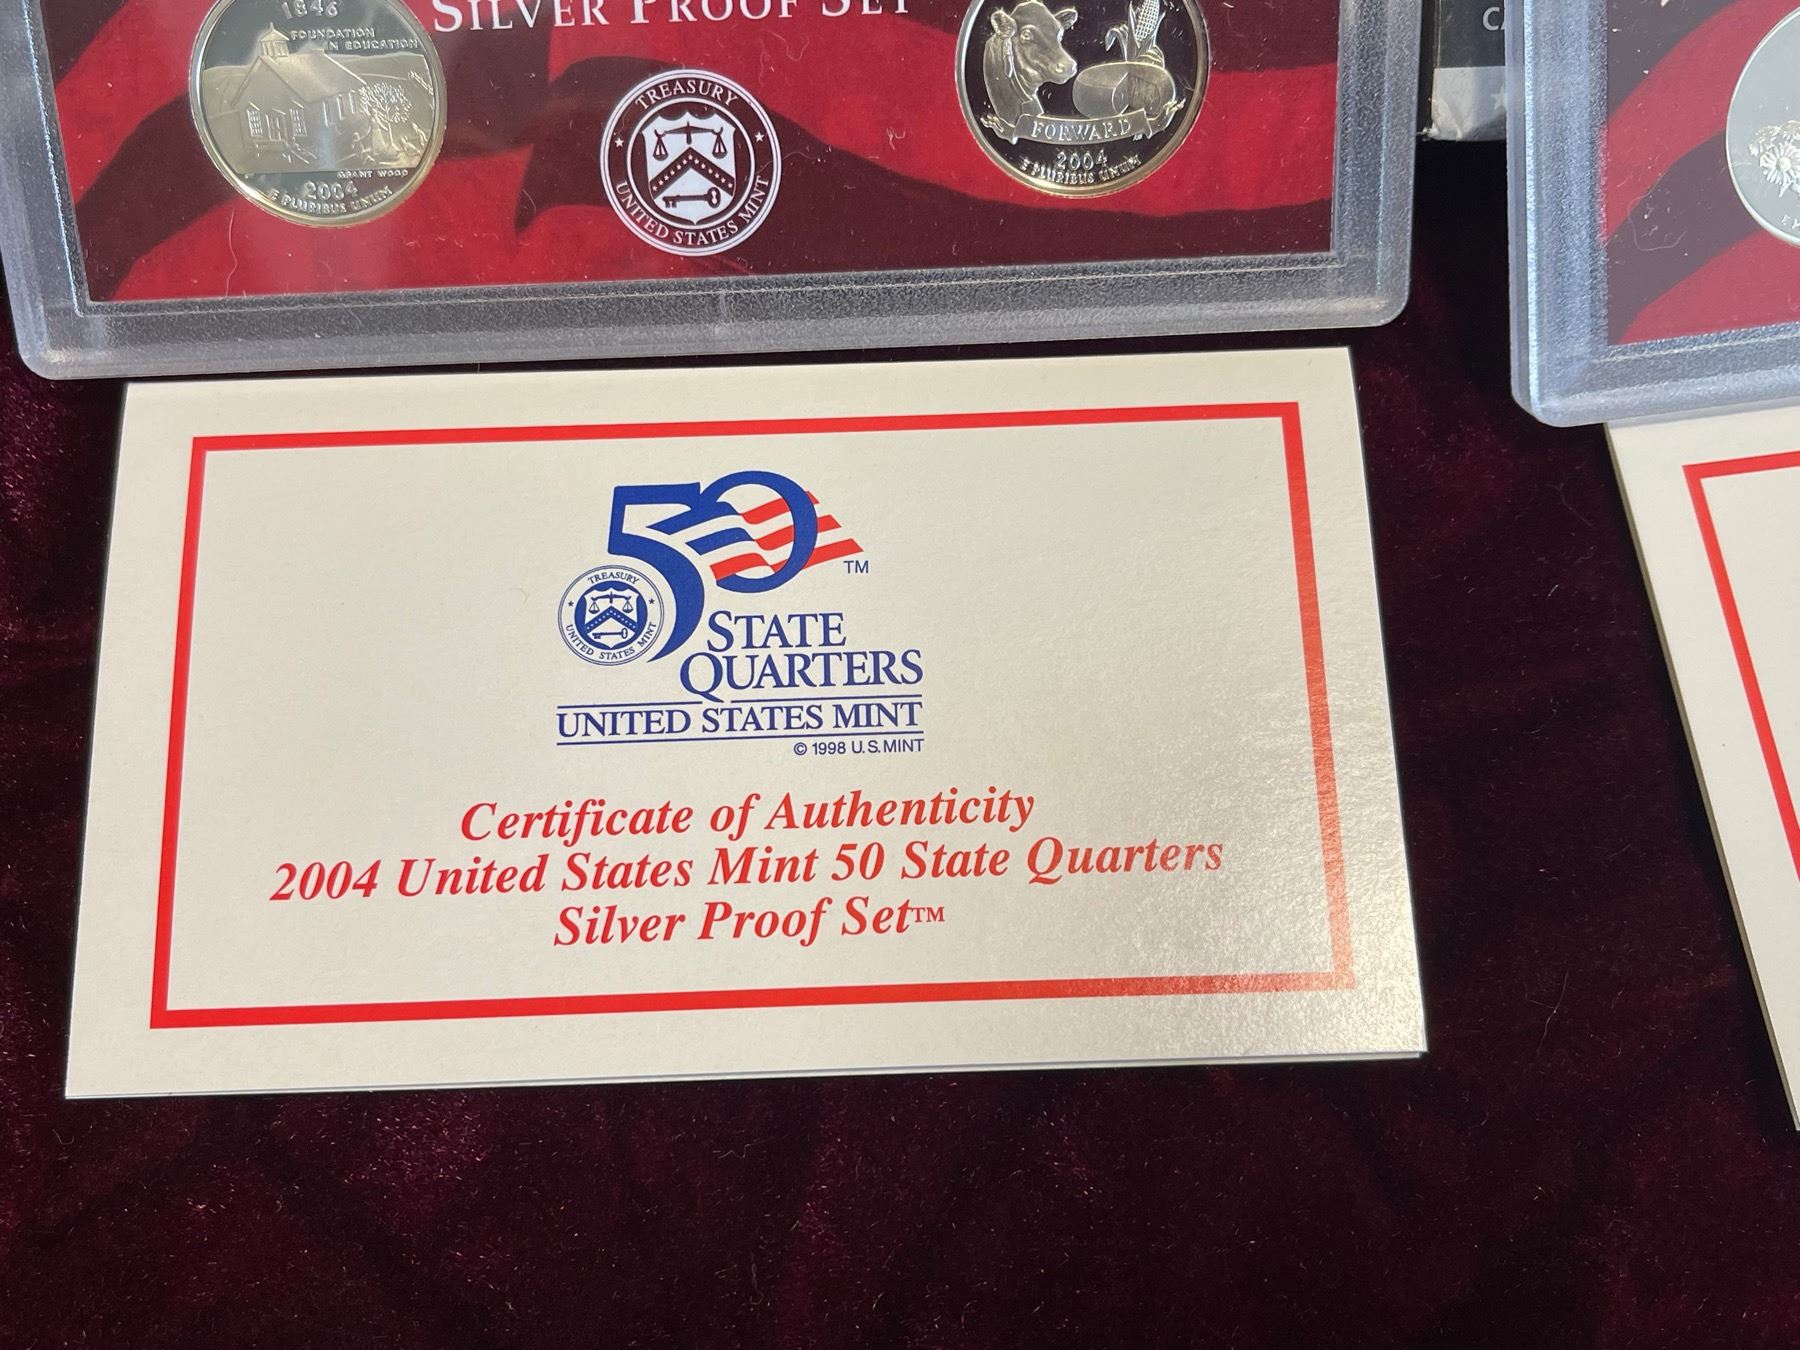 SILVER PROOF SET
1846
FOUNDATION
IN EDUCATION
GRANT WOOD
2004
E PLURIBUS UNUM
TREASURY
UNITED STATES MINT
FORWARD
2004
E PLURIBUS UNUM
CA
50
TM
TREASURY
UNITED STATES MINT
STATE
QUARTERS
UNITED STATES MINT
© 1998 U.S. MINT
Certificate of Authenticity
2004 United States Mint 50 State Quarters
Silver Proof Set™